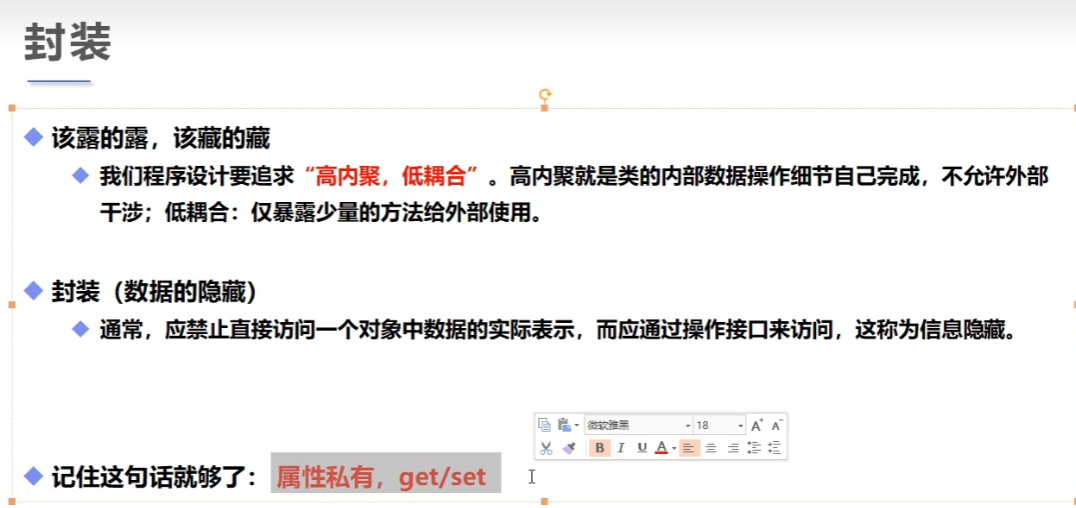 封装
该露的露，该藏的藏
我们程序设计要追求“高内聚，低耦合”。高内聚就是类的内部数据操作细节自己完成，不允许外部
干涉；低耦合：仅暴露少量的方法给外部使用。
封装（数据的隐藏）
通常，应禁止直接访问一个对象中数据的实际表示，而应通过操作接口来访问，这称为信息隐藏。
微软雅黑 18 A+ A-
B I U A
记住这句话就够了：属性私有，get/set